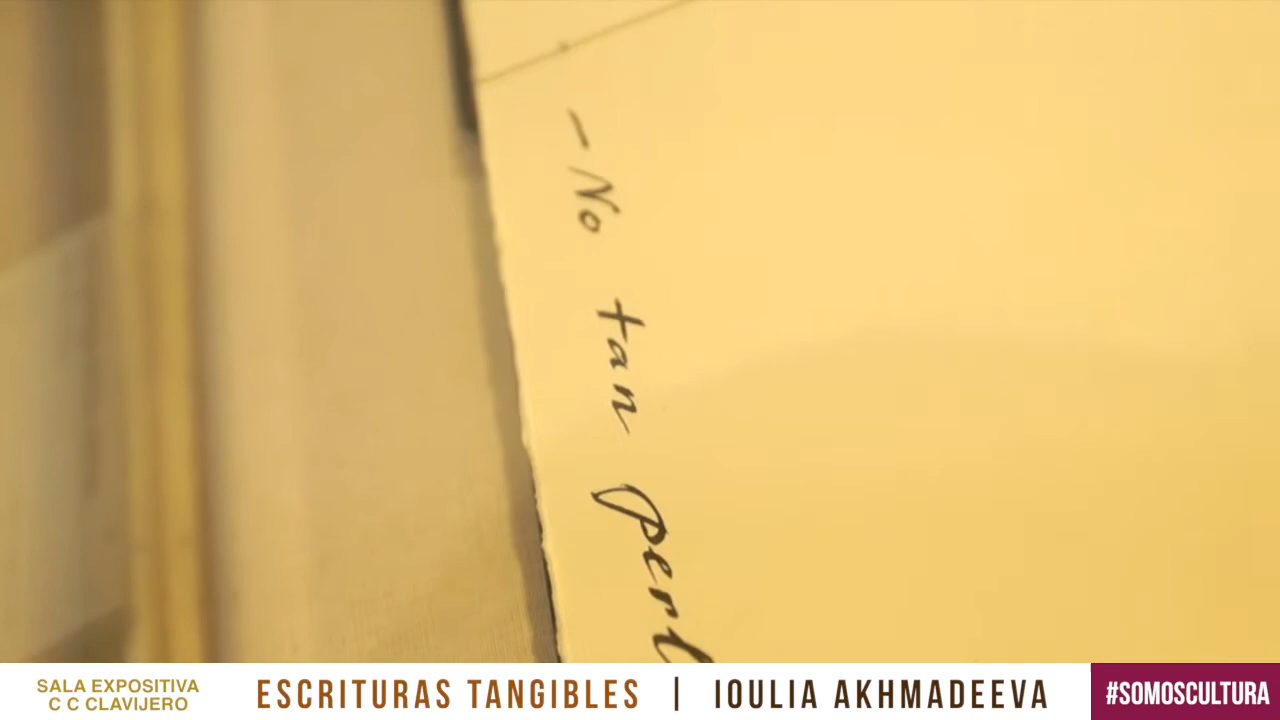 - No tan
SALA EXPOSITIVA
C C CLAVIJERO
ESCRITURAS TANGIBLES | IOULIA AKHMADEEVA
#SOMOSCULTURA